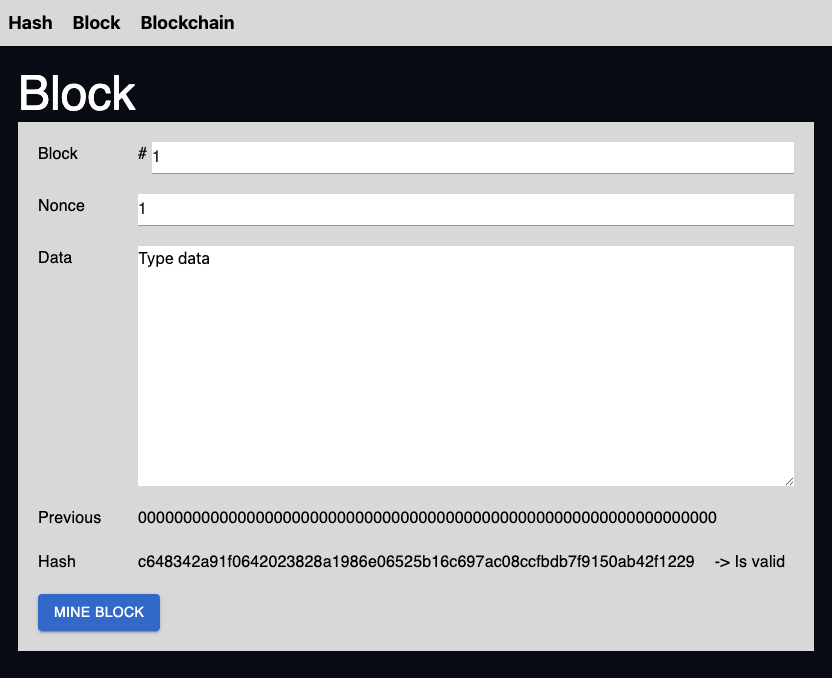 Hash Block Blockchain
Block
Block # 1
Nonce 1
Data Type data
Previous 0000000000000000000000000000000000000000000000000000000000000000
Hash c648342a91f0642023828a1986e06525b16c697ac08ccfbdb7f9150ab42f1229 -> Is valid
MINE BLOCK